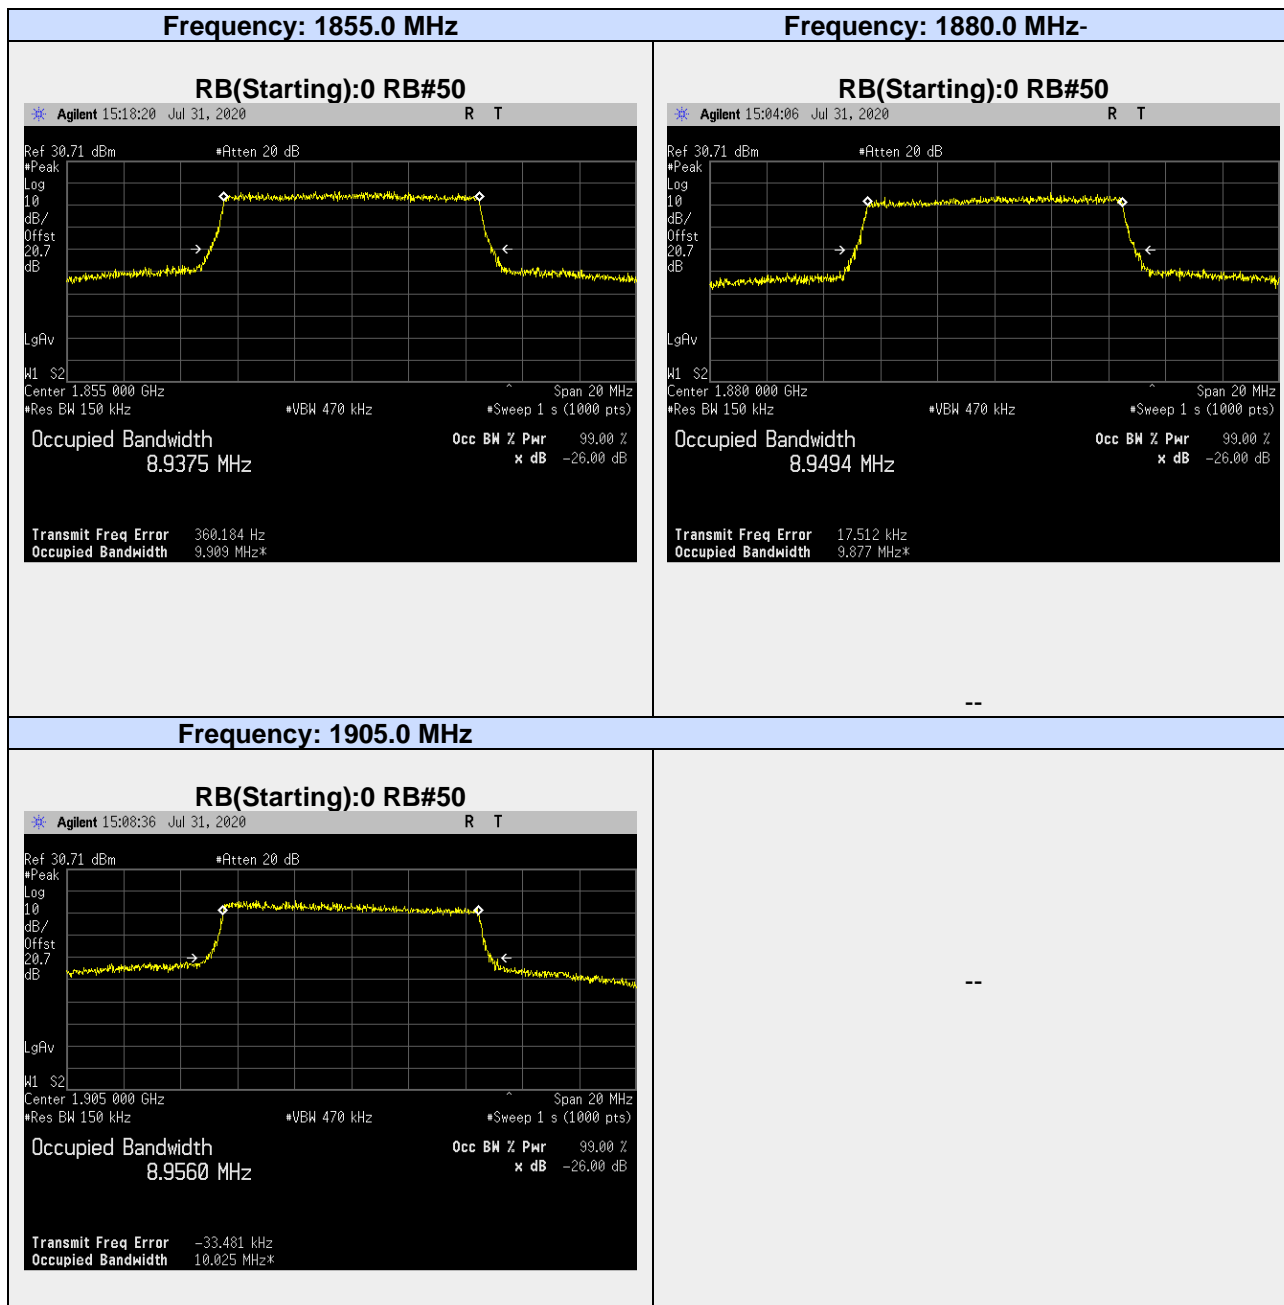 Frequency: 1855.0 MHz
RB(Starting):0 RB#50
Agilent 15:18:20 Jul 31, 2020 R T
Ref 30.71 dBm #Atten 20 dB
#Peak
Log
10
dB/
Offst
20.7
dB
LgAv
W1 S2
Center 1.855 000 GHz ^ Span 20 MHz
#Res BW 150 kHz #VBW 470 kHz #Sweep 1 s (1000 pts)
Occupied Bandwidth Occ BW % Pwr 99.00 %
8.9375 MHz x dB -26.00 dB
Transmit Freq Error 360.184 Hz
Occupied Bandwidth 9.909 MHz*
Frequency: 1880.0 MHz-
RB(Starting):0 RB#50
Agilent 15:04:06 Jul 31, 2020 R T
Ref 30.71 dBm #Atten 20 dB
#Peak
Log
10
dB/
Offst
20.7
dB
LgAv
W1 S2
Center 1.880 000 GHz ^ Span 20 MHz
#Res BW 150 kHz #VBW 470 kHz #Sweep 1 s (1000 pts)
Occupied Bandwidth Occ BW % Pwr 99.00 %
8.9494 MHz x dB -26.00 dB
Transmit Freq Error 17.512 kHz
Occupied Bandwidth 9.877 MHz*
--
Frequency: 1905.0 MHz
RB(Starting):0 RB#50
Agilent 15:08:36 Jul 31, 2020 R T
Ref 30.71 dBm #Atten 20 dB
#Peak
Log
10
dB/
Offst
20.7
dB
LgAv
W1 S2
Center 1.905 000 GHz ^ Span 20 MHz
#Res BW 150 kHz #VBW 470 kHz #Sweep 1 s (1000 pts)
Occupied Bandwidth Occ BW % Pwr 99.00 %
8.9560 MHz x dB -26.00 dB
Transmit Freq Error -33.481 kHz
Occupied Bandwidth 10.025 MHz*
--